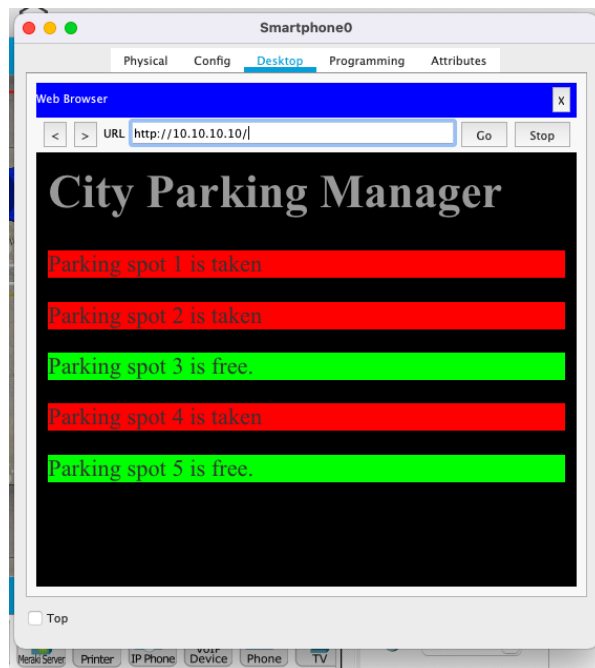 Smartphone0
Physical Config Desktop Programming Attributes
Web Browser X
< > URL http://10.10.10.10/ Go Stop
City Parking Manager
Parking spot 1 is taken
Parking spot 2 is taken
Parking spot 3 is free.
Parking spot 4 is taken
Parking spot 5 is free.
Top
VoIP
Meraki Server Printer IP Phone Device Phone TV